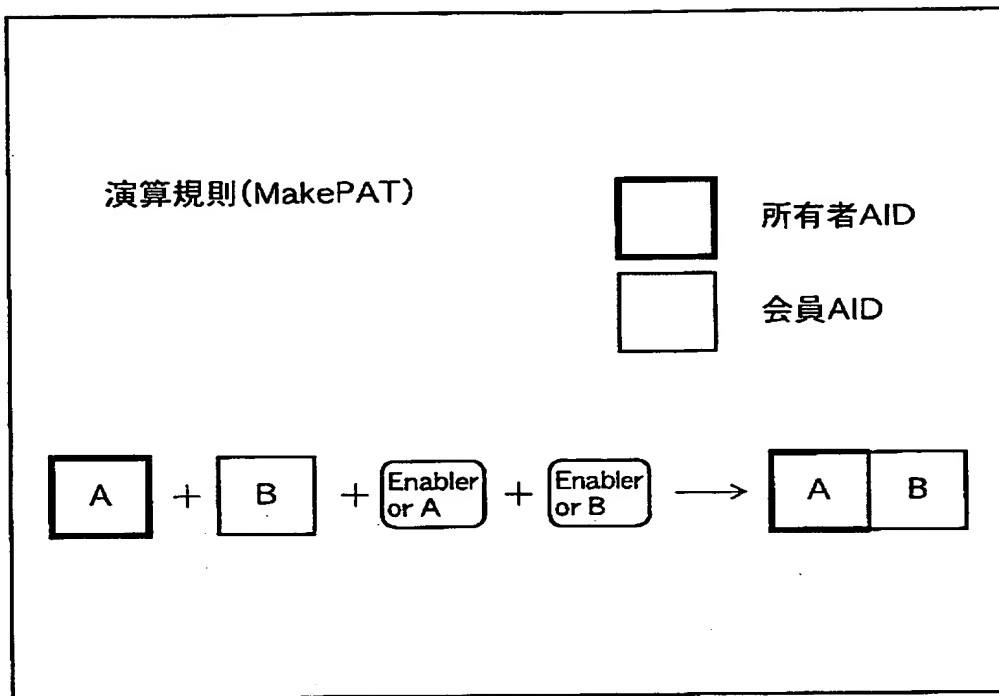 演算規則(MakePAT)
所有者AID
会員AID
A + B + Enabler or A + Enabler or B → A B